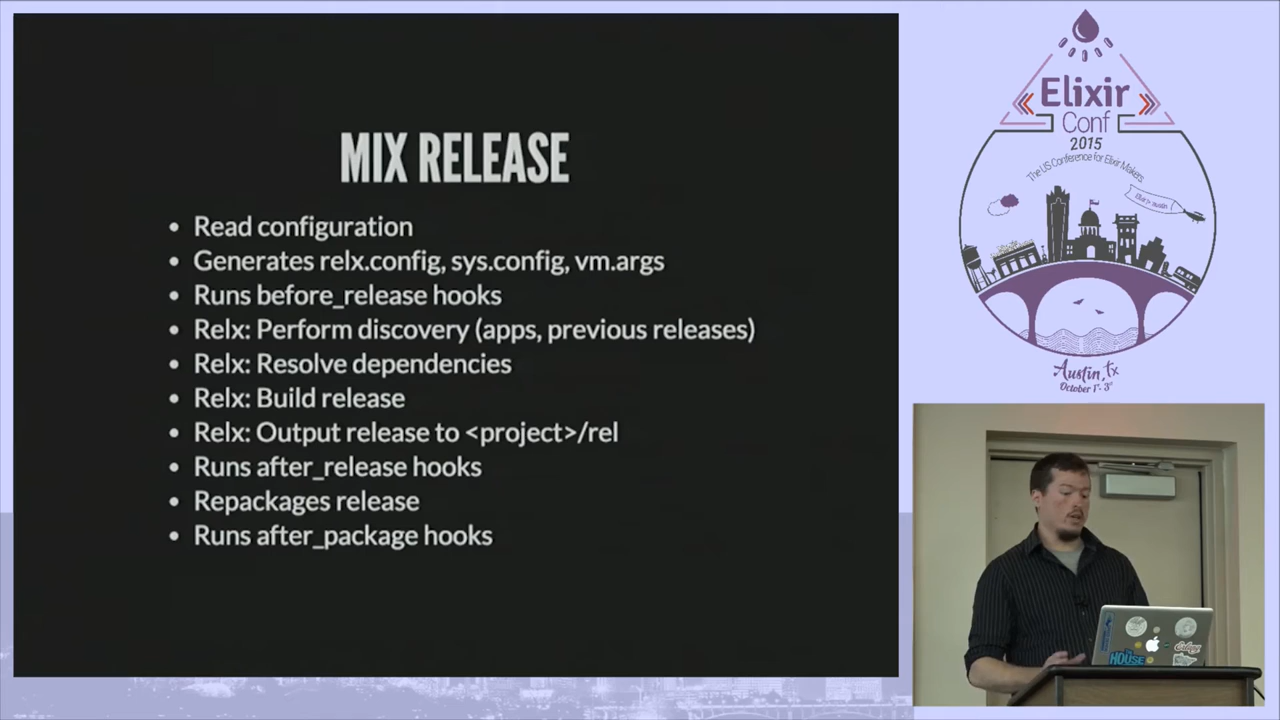 MIX RELEASE
• Read configuration
• Generates relx.config, sys.config, vm.args
• Runs before_release hooks
• Relx: Perform discovery (apps, previous releases)
• Relx: Resolve dependencies
• Relx: Build release
• Relx: Output release to <project>/rel
• Runs after_release hooks
• Repackages release
• Runs after_package hooks
Elixir
Conf
2015
The US Conference for Elixir Makers
Austin, Tx
October 1st - 3rd
HOUSE